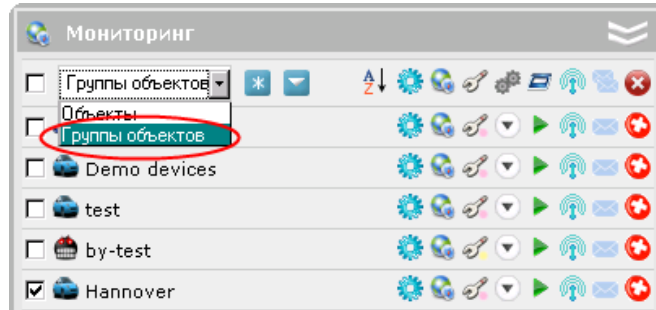 Мониторинг
Группы объектов
Объекты
Группы объектов
Demo devices
test
by-test
Hannover